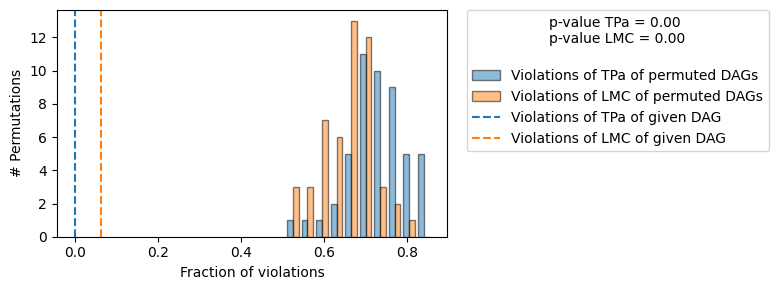 12
10
8
6
4
2
0
# Permutations
0.0 0.2 0.4 0.6 0.8
Fraction of violations
p-value TPa = 0.00
p-value LMC = 0.00
Violations of TPa of permuted DAGs
Violations of LMC of permuted DAGs
Violations of TPa of given DAG
Violations of LMC of given DAG